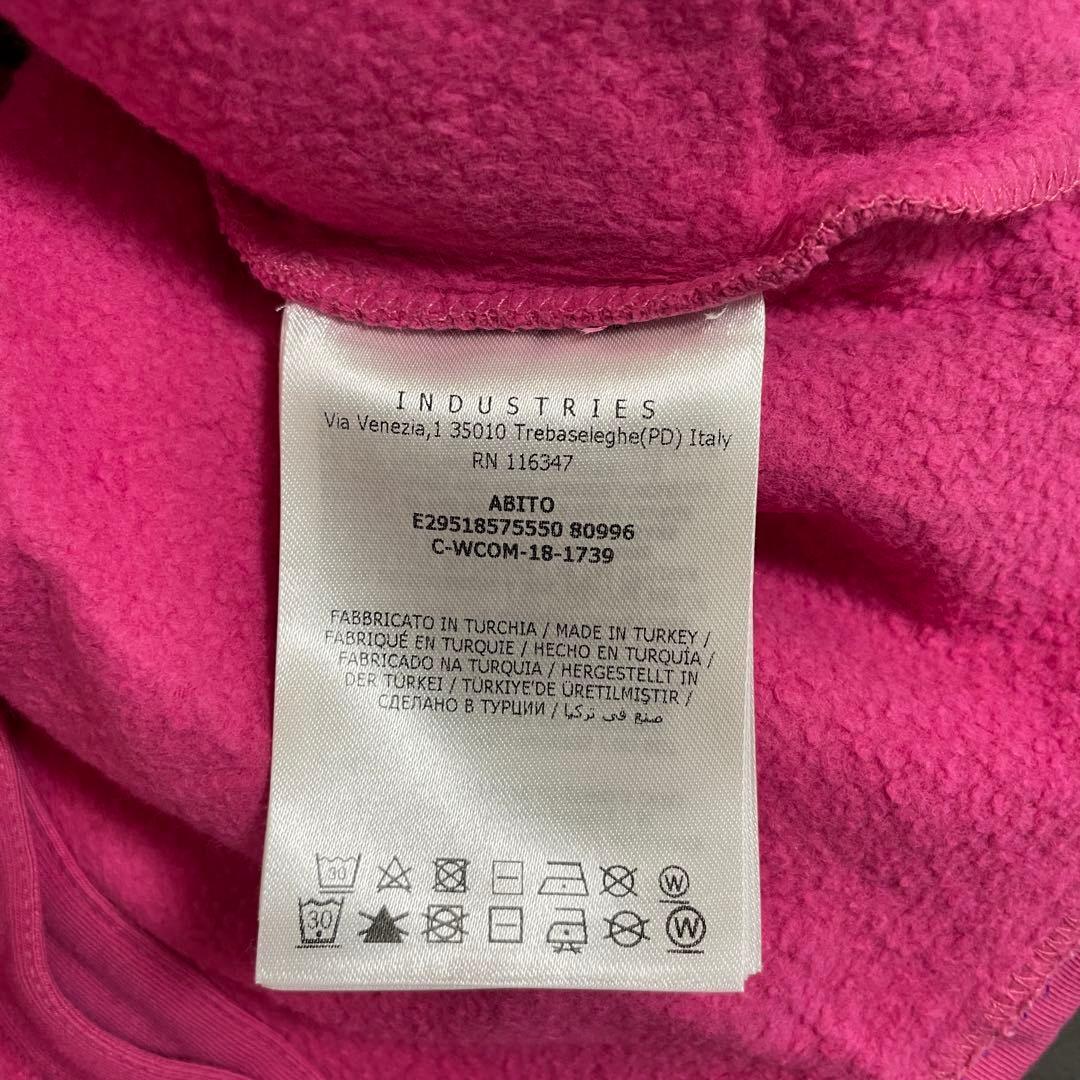 INDUSTRIES
Via Venezia,1 35010 Trebaseleghe(PD) Italy
RN 116347
ABITO
E29518575550 80996
C-WCOM-18-1739
FABBRICATO IN TURCHIA / MADE IN TURKEY /
FABRIQUÉ EN TURQUIE / HECHO EN TURQUÍA /
FABRICADO NA TURQUIA / HERGESTELLT IN
DER TÜRKEI / TÜRKIYE'DE ÜRETILMIŞTIR /
СДЕЛАНО В ТУРЦИИ / صنع في تركيا
30 W
30 W